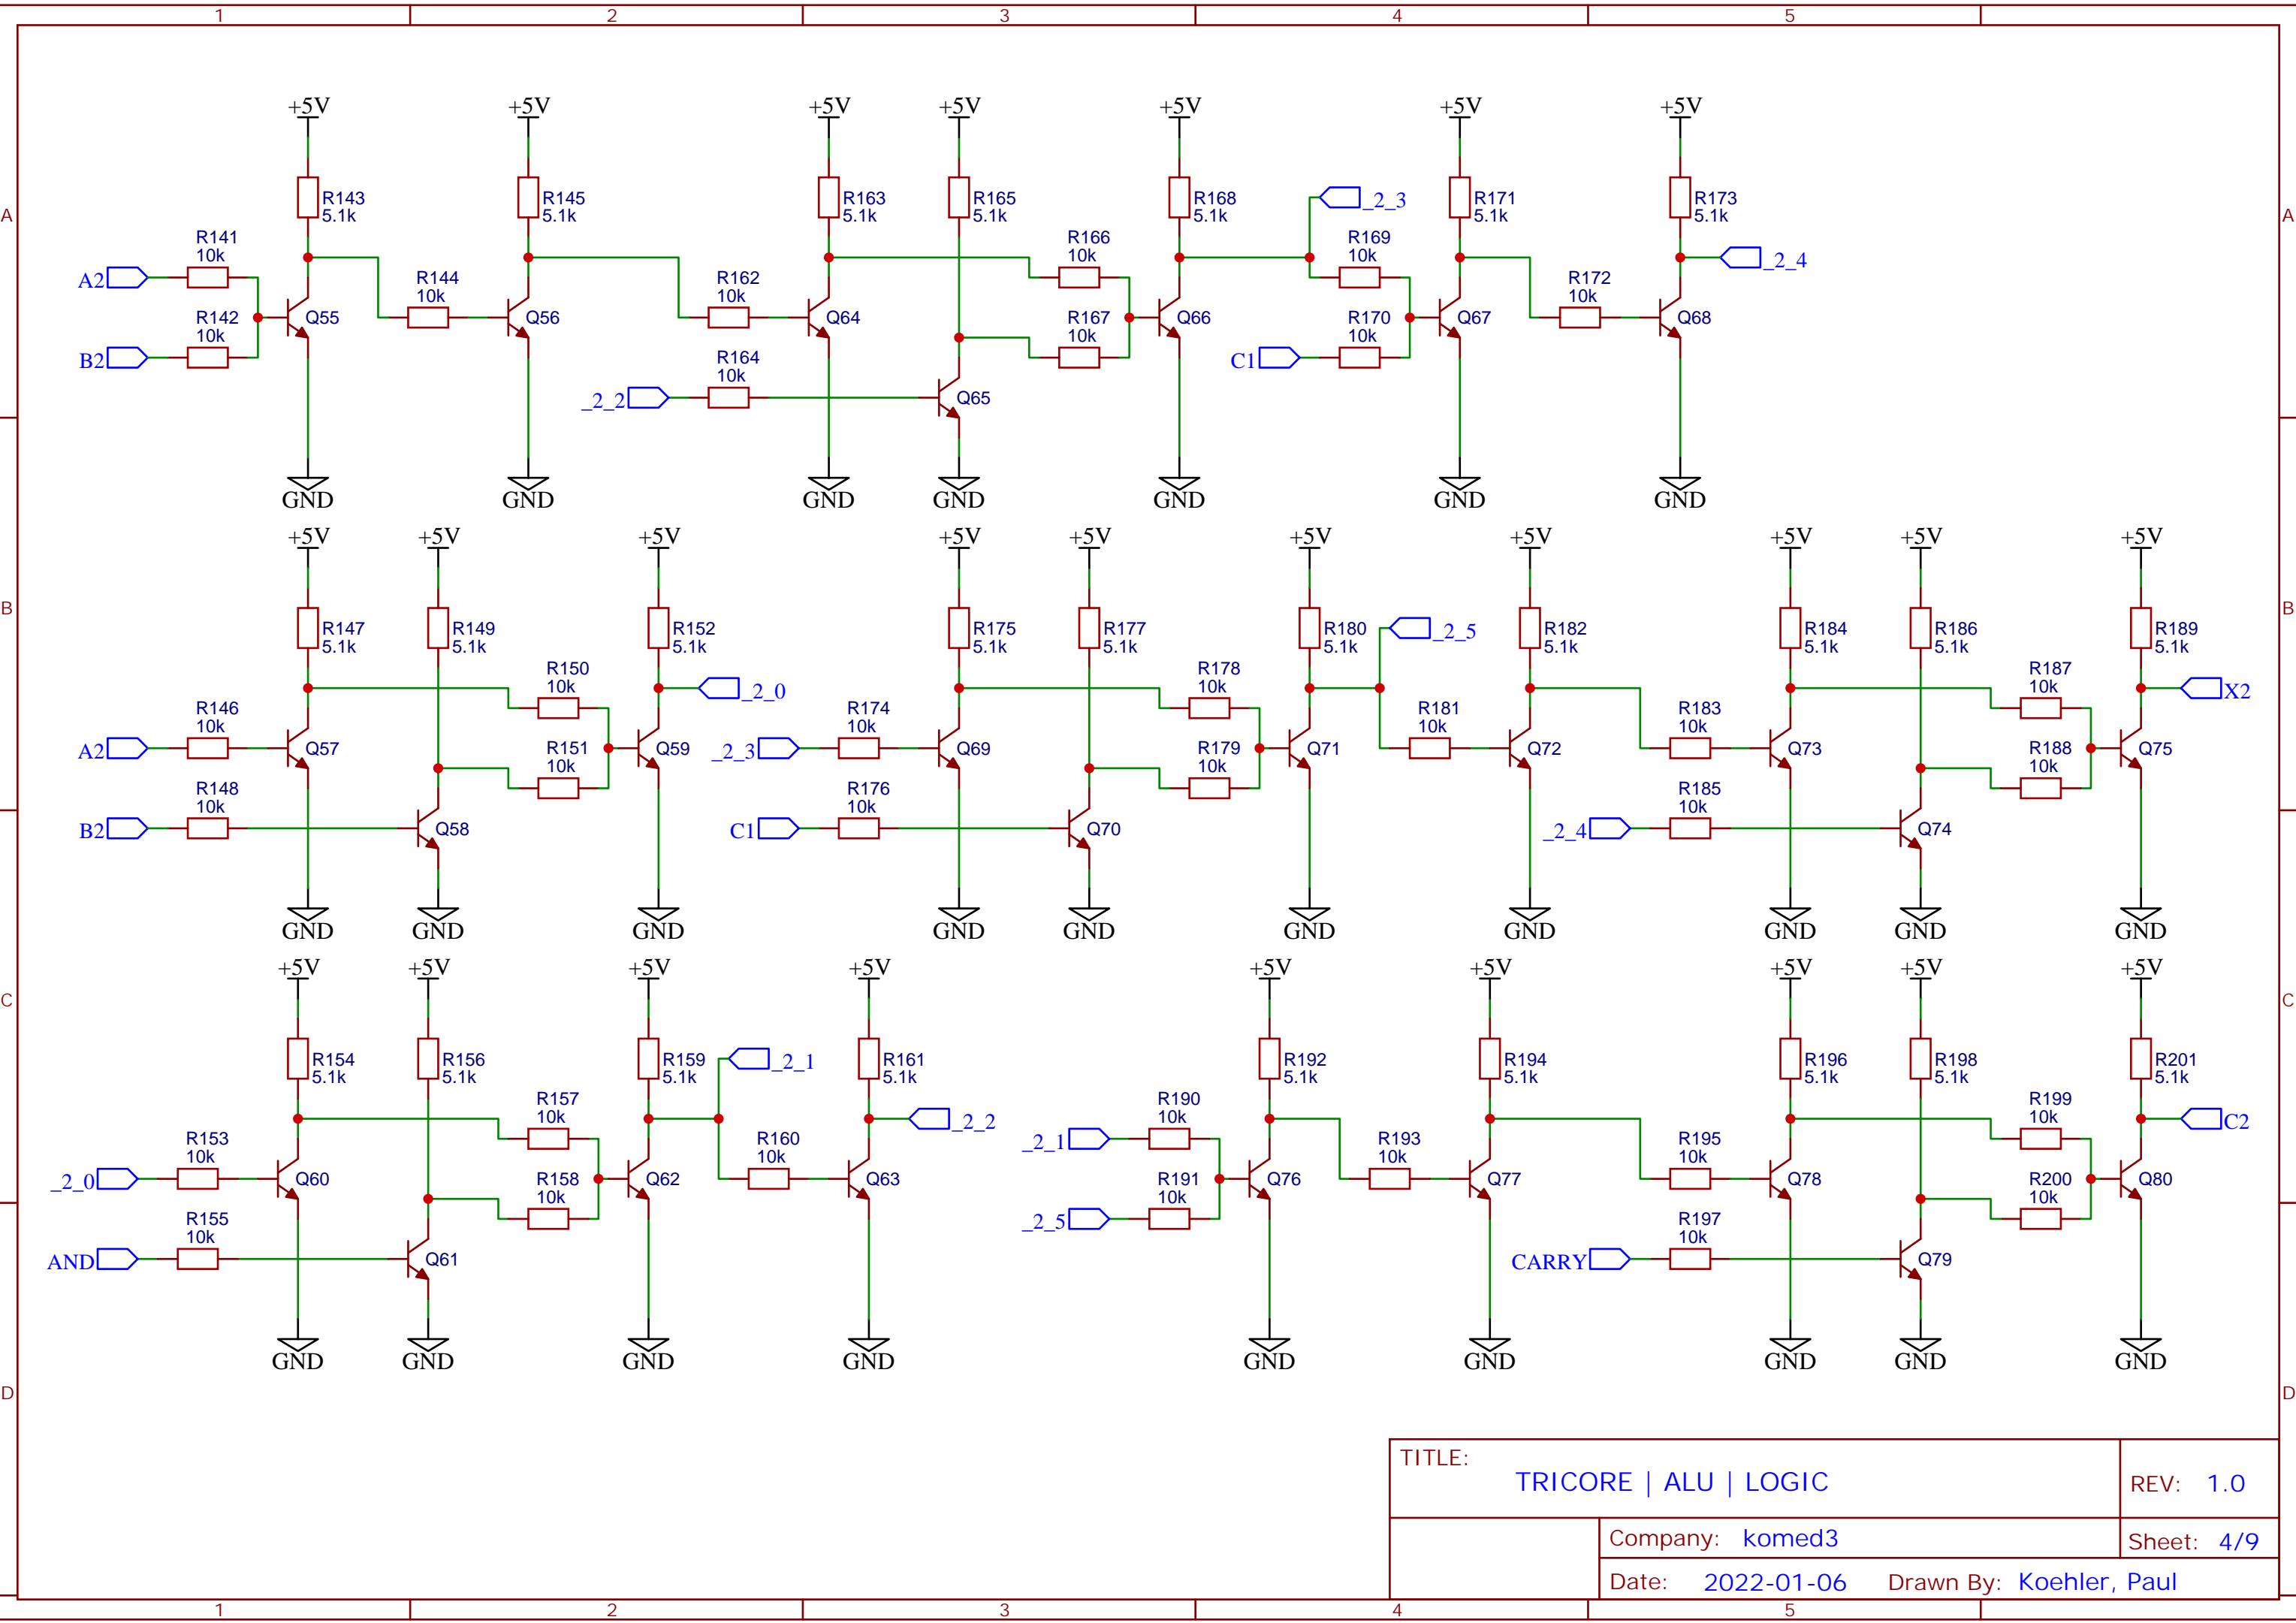 1 2 3 4 5
+5V +5V +5V +5V +5V +5V +5V
R143 5.1k
R145 5.1k
R163 5.1k
R165 5.1k
R168 5.1k
_2_3
R171 5.1k
R173 5.1k
A A
R141 10k
R166 10k
R169 10k
_2_4
A2
R144 10k
R162 10k
R172 10k
R142 10k
Q55
Q56
Q64
R167 10k
Q66
R170 10k
Q67
Q68
B2
R164 10k
C1
_2_2
Q65
GND GND GND GND GND GND GND
+5V +5V +5V +5V +5V +5V +5V +5V +5V +5V
B B
R147 5.1k
R149 5.1k
R152 5.1k
R175 5.1k
R177 5.1k
R180 5.1k
_2_5
R182 5.1k
R184 5.1k
R186 5.1k
R189 5.1k
R150 10k
_2_0
R178 10k
R187 10k
X2
R146 10k
R174 10k
R181 10k
R183 10k
A2
Q57
R151 10k
Q59
_2_3
Q69
R179 10k
Q71
Q72
Q73
R188 10k
Q75
R148 10k
R176 10k
R185 10k
B2
Q58
C1
Q70
_2_4
Q74
GND GND GND GND GND GND GND GND GND GND
+5V +5V +5V +5V +5V +5V +5V +5V +5V
C C
R154 5.1k
R156 5.1k
R159 5.1k
_2_1
R161 5.1k
R192 5.1k
R194 5.1k
R196 5.1k
R198 5.1k
R201 5.1k
R157 10k
_2_2
R190 10k
R199 10k
C2
R153 10k
R160 10k
_2_1
R193 10k
R195 10k
_2_0
Q60
R158 10k
Q62
Q63
R191 10k
Q76
Q77
Q78
R200 10k
Q80
R155 10k
_2_5
R197 10k
AND
Q61
CARRY
Q79
GND GND GND GND GND GND GND GND GND
D D
TITLE:
TRICORE | ALU | LOGIC
REV: 1.0
Company: komed3
Sheet: 4/9
Date: 2022-01-06 Drawn By: Koehler, Paul
1 2 3 4 5